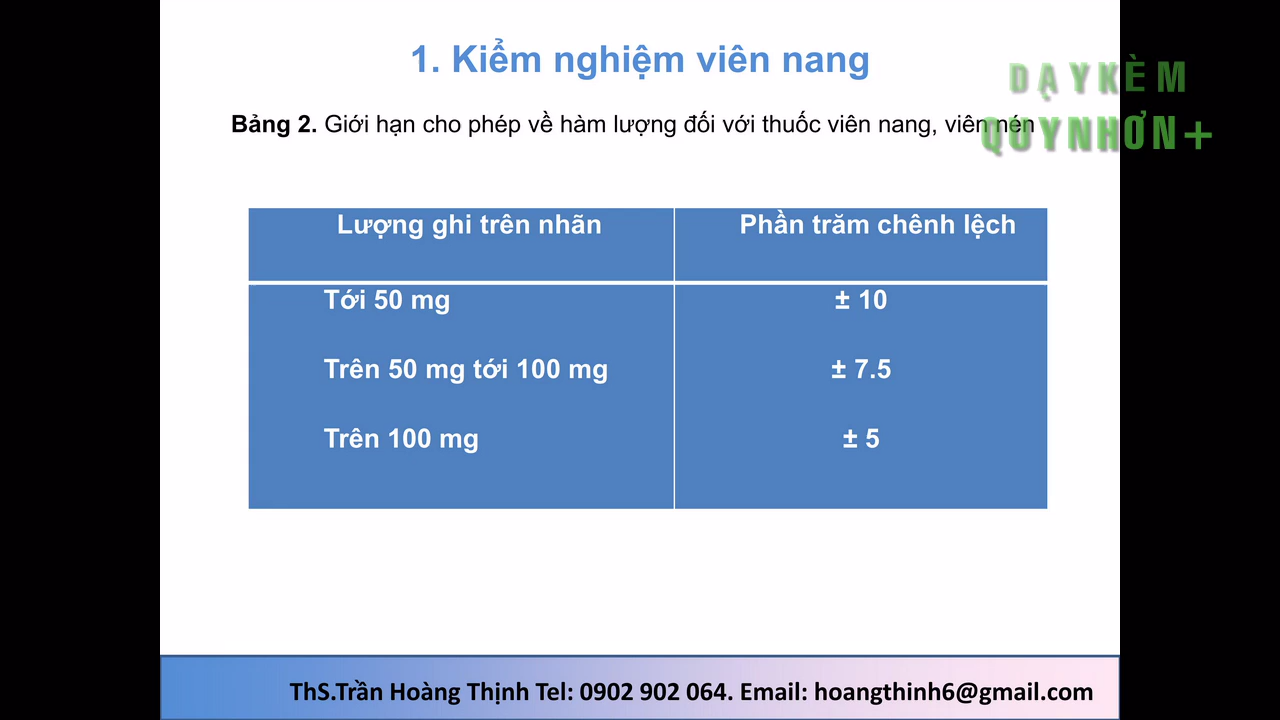 1. Kiểm nghiệm viên nang
DẠY KÈM
QUY NHƠN+
Bảng 2. Giới hạn cho phép về hàm lượng đối với thuốc viên nang, viên nén
Lượng ghi trên nhãn
Phần trăm chênh lệch
Tới 50 mg
± 10
Trên 50 mg tới 100 mg
± 7.5
Trên 100 mg
± 5
ThS.Trần Hoàng Thịnh Tel: 0902 902 064. Email: hoangthinh6@gmail.com